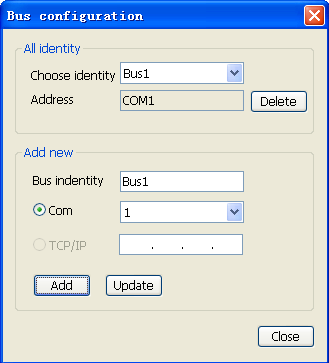 Bus configuration
All identity
Choose identity Bus1
Address COM1 Delete
Add new
Bus indentity Bus1
Com 1
TCP/IP . . .
Add Update
Close